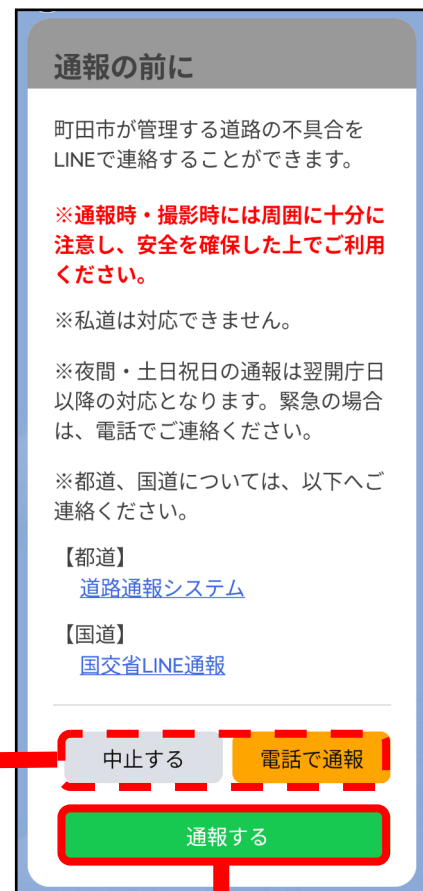 通報の前に
町田市が管理する道路の不具合を
LINEで連絡することができます。
※通報時・撮影時には周囲に十分に
注意し、安全を確保した上でご利用
ください。
※私道は対応できません。
※夜間・土日祝日の通報は翌開庁日
以降の対応となります。緊急の場合
は、電話でご連絡ください。
※都道、国道については、以下へご
連絡ください。
【都道】
道路通報システム
【国道】
国交省LINE通報
中止する 電話で通報
通報する